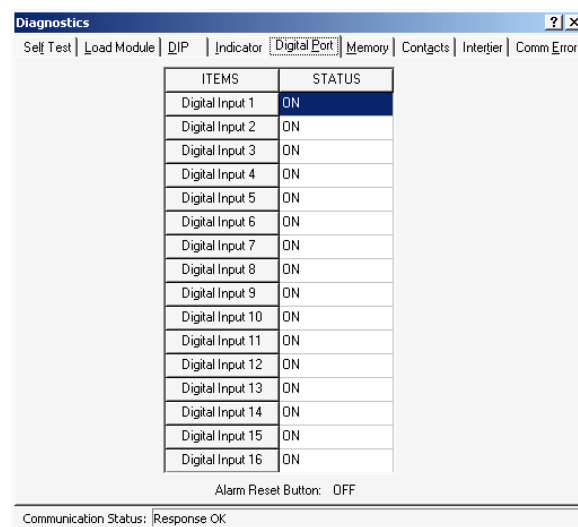 Diagnostics
Self Test Load Module DIP Indicator Digital Port Memory Contacts Intertier Comm Error
ITEMS STATUS
Digital Input 1 ON
Digital Input 2 ON
Digital Input 3 ON
Digital Input 4 ON
Digital Input 5 ON
Digital Input 6 ON
Digital Input 7 ON
Digital Input 8 ON
Digital Input 9 ON
Digital Input 10 ON
Digital Input 11 ON
Digital Input 12 ON
Digital Input 13 ON
Digital Input 14 ON
Digital Input 15 ON
Digital Input 16 ON
Alarm Reset Button: OFF
Communication Status: Response OK